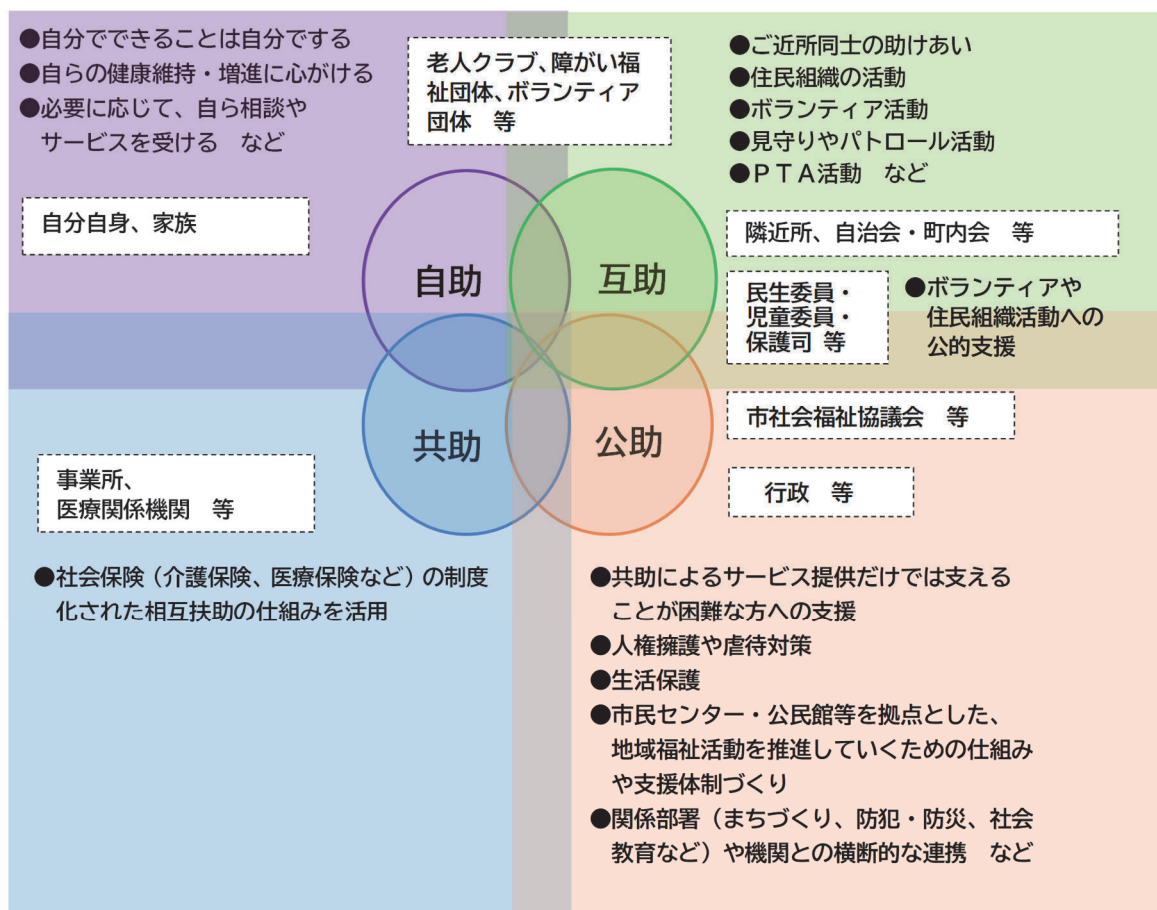 ●自分でできることは自分でする
●自らの健康維持・増進に心がける
●必要に応じて、自ら相談や
サービスを受ける　など
自分自身、家族
老人クラブ、障がい福
祉団体、ボランティア
団体　等
●ご近所同士の助けあい
●住民組織の活動
●ボランティア活動
●見守りやパトロール活動
●ＰＴＡ活動　など
隣近所、自治会・町内会　等
民生委員・
児童委員・
保護司 等
●ボランティアや
住民組織活動への
公的支援
自助
互助
共助
公助
市社会福祉協議会　等
行政　等
事業所、
医療関係機関　等
●社会保険（介護保険、医療保険など）の制度
化された相互扶助の仕組みを活用
●共助によるサービス提供だけでは支える
ことが困難な方への支援
●人権擁護や虐待対策
●生活保護
●市民センター・公民館等を拠点とした、
地域福祉活動を推進していくための仕組み
や支援体制づくり
●関係部署（まちづくり、防犯・防災、社会
教育など）や機関との横断的な連携　など